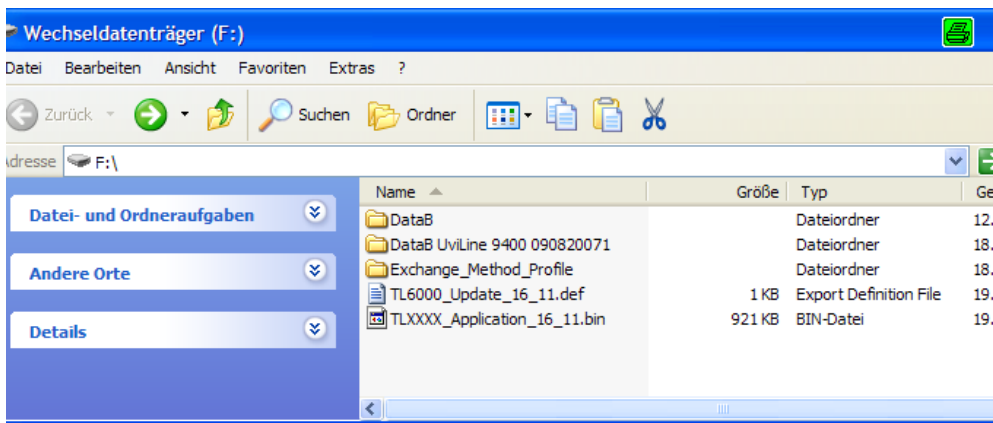 Wechseldatenträger (F:)
Datei Bearbeiten Ansicht Favoriten Extras ?
Zurück Suchen Ordner
Adresse F:\
Name Größe Typ Ge
Datei- und Ordneraufgaben
Andere Orte
Details
DataB Dateiordner 12.
DataB UviLine 9400 090820071 Dateiordner 18.
Exchange_Method_Profile Dateiordner 18.
TL6000_Update_16_11.def 1 KB Export Definition File 19.
TLXXXX_Application_16_11.bin 921 KB BIN-Datei 19.